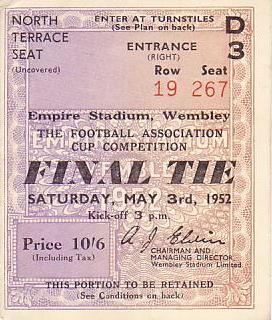 NORTH
TERRACE
SEAT
(Uncovered)
ENTER AT TURNSTILES
(See Plan on back)
D
3
ENTRANCE
(RIGHT)
Row Seat
19 267
Empire Stadium, Wembley
THE FOOTBALL ASSOCIATION
CUP COMPETITION
FINAL TIE
SATURDAY, MAY 3rd, 1952
Kick-off 3 p.m.
Price 10/6
(Including Tax)
A. J. Elvin
CHAIRMAN AND
MANAGING DIRECTOR
Wembley Stadium Limited
THIS PORTION TO BE RETAINED
(See Conditions on back)